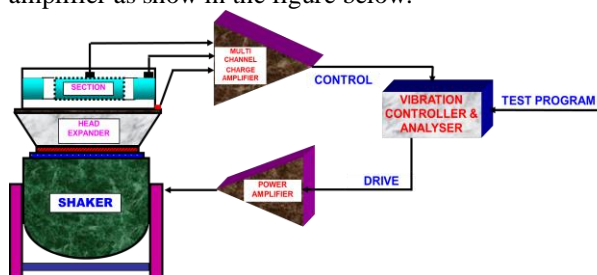 amplifier as show in the figure below.
MULTI
CHANNEL
CHARGE
AMPLIFIER
CONTROL
SECTION
VIBRATION
CONTROLLER &
ANALYSER
TEST PROGRAM
HEAD
EXPANDER
POWER
AMPLIFIER
DRIVE
SHAKER